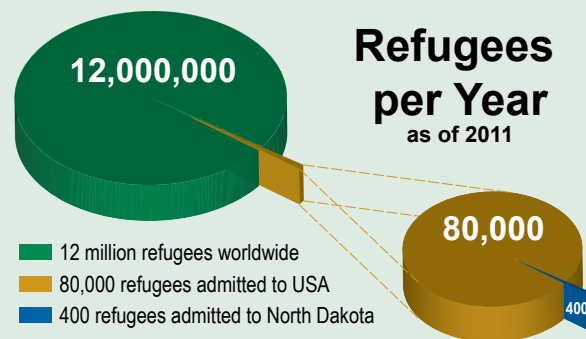 Refugees
per Year
as of 2011
12,000,000
80,000
400
12 million refugees worldwide
80,000 refugees admitted to USA
400 refugees admitted to North Dakota